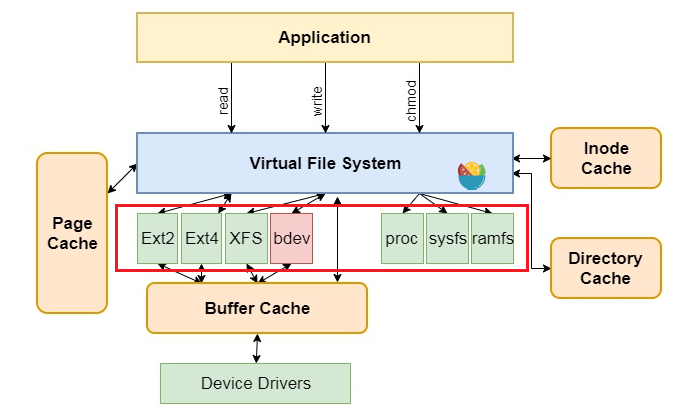 Application
read
write
chmod
Virtual File System
Inode
Cache
Page
Cache
Ext2 Ext4 XFS bdev proc sysfs ramfs
Directory
Cache
Buffer Cache
Device Drivers